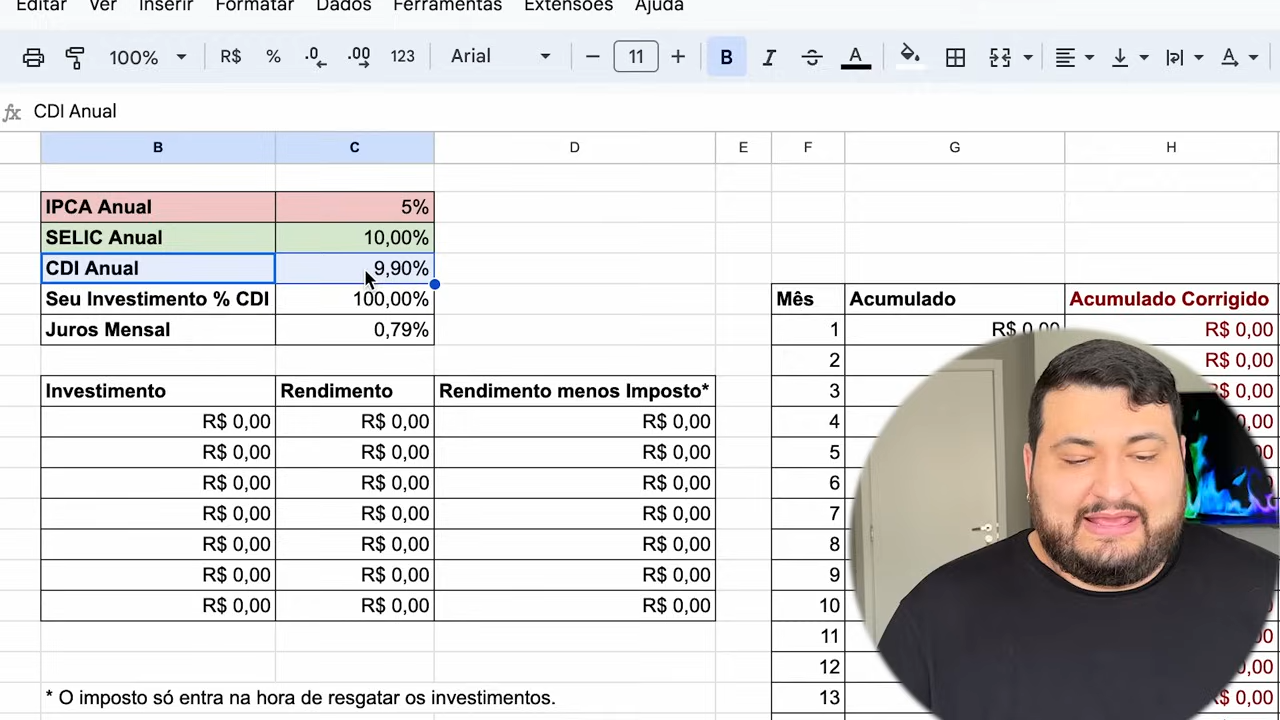 Editar Ver Inserir Formatar Dados Ferramentas Extensões Ajuda
100% R$ % .0 .00 123 Arial 11 B I A A
fx CDI Anual
B C D E F G H
IPCA Anual 5%
SELIC Anual 10,00%
CDI Anual 9,90%
Seu Investimento % CDI 100,00%
Juros Mensal 0,79%
Investimento Rendimento Rendimento menos Imposto*
R$ 0,00 R$ 0,00 R$ 0,00
R$ 0,00 R$ 0,00 R$ 0,00
R$ 0,00 R$ 0,00 R$ 0,00
R$ 0,00 R$ 0,00 R$ 0,00
R$ 0,00 R$ 0,00 R$ 0,00
R$ 0,00 R$ 0,00 R$ 0,00
R$ 0,00 R$ 0,00 R$ 0,00
* O imposto só entra na hora de resgatar os investimentos.
Mês Acumulado Acumulado Corrigido
1 R$ 0,00 R$ 0,00
2 R$ 0,00
3
4
5
6
7
8
9
10
11
12
13